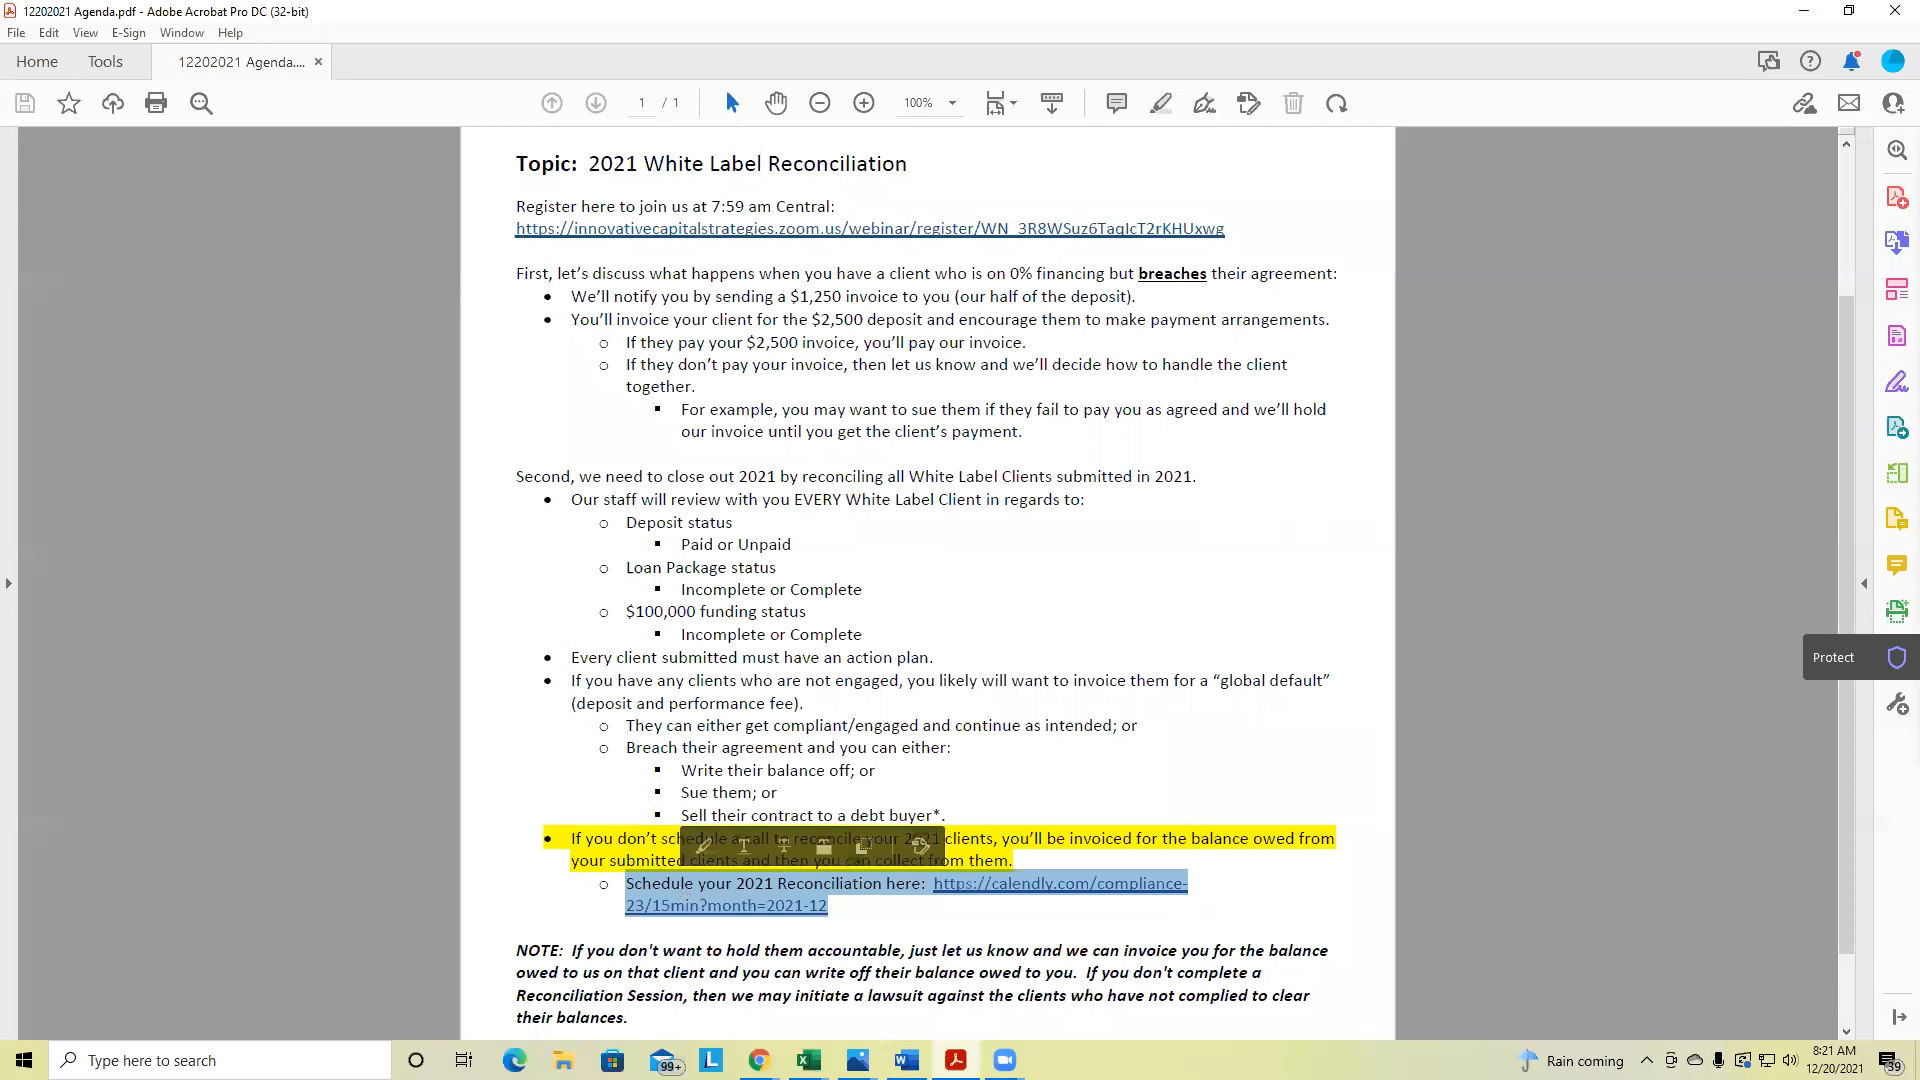 12202021 Agenda.pdf - Adobe Acrobat Pro DC (32-bit)
File Edit View E-Sign Window Help
Home Tools 12202021 Agenda.... ×
1 / 1 100%
Topic: 2021 White Label Reconciliation
Register here to join us at 7:59 am Central:
https://innovativecapitalstrategies.zoom.us/webinar/register/WN_3R8WSuz6TaqIcT2rKHUxwg
First, let’s discuss what happens when you have a client who is on 0% financing but breaches their agreement:
• We’ll notify you by sending a $1,250 invoice to you (our half of the deposit).
• You’ll invoice your client for the $2,500 deposit and encourage them to make payment arrangements.
o If they pay your $2,500 invoice, you’ll pay our invoice.
o If they don’t pay your invoice, then let us know and we’ll decide how to handle the client
together.
▪ For example, you may want to sue them if they fail to pay you as agreed and we’ll hold
our invoice until you get the client’s payment.
Second, we need to close out 2021 by reconciling all White Label Clients submitted in 2021.
• Our staff will review with you EVERY White Label Client in regards to:
o Deposit status
▪ Paid or Unpaid
o Loan Package status
▪ Incomplete or Complete
o $100,000 funding status
▪ Incomplete or Complete
• Every client submitted must have an action plan.
• If you have any clients who are not engaged, you likely will want to invoice them for a “global default”
(deposit and performance fee).
o They can either get compliant/engaged and continue as intended; or
o Breach their agreement and you can either:
▪ Write their balance off; or
▪ Sue them; or
▪ Sell their contract to a debt buyer*.
• If you don’t schedule a call to reconcile your 2021 clients, you’ll be invoiced for the balance owed from
your submitted clients and then you can collect from them.
o Schedule your 2021 Reconciliation here: https://calendly.com/compliance-
23/15min?month=2021-12
NOTE: If you don't want to hold them accountable, just let us know and we can invoice you for the balance
owed to us on that client and you can write off their balance owed to you. If you don't complete a
Reconciliation Session, then we may initiate a lawsuit against the clients who have not complied to clear
their balances.
Protect
Type here to search
99+
Rain coming
8:21 AM
12/20/2021
39